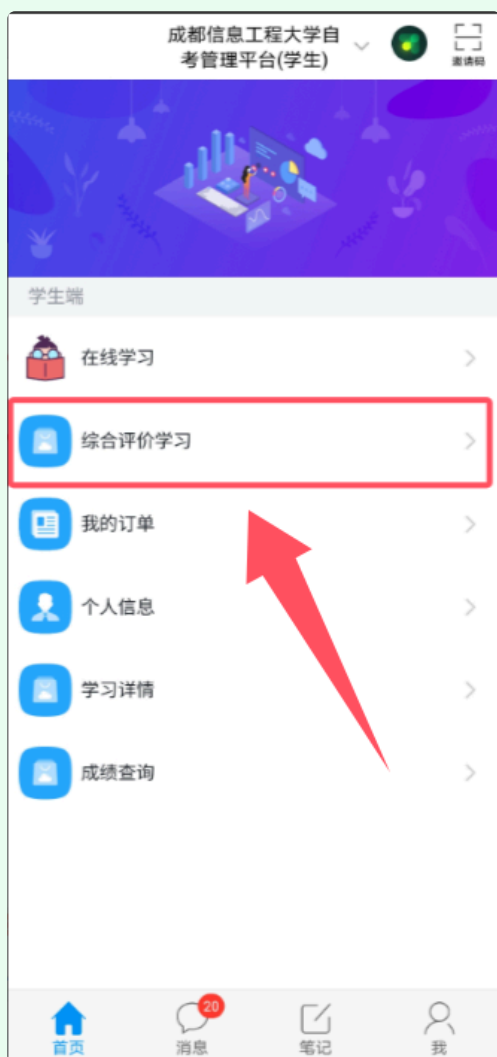 成都信息工程大学自
考管理平台(学生)
邀请码
学生端
在线学习
综合评价学习
我的订单
个人信息
学习详情
成绩查询
20
首页
消息
笔记
我